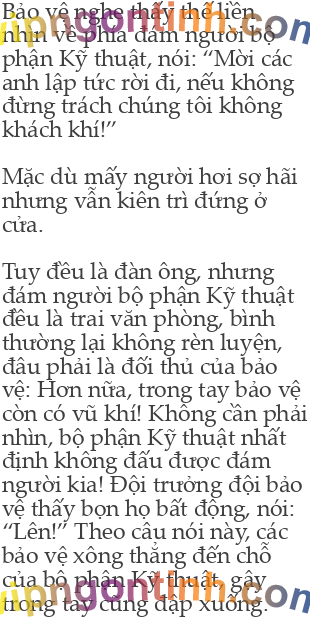 Bảo vệ nghe thấy thế liền
nhìn về phía đám người bộ
phận Kỹ thuật, nói: “Mời các
anh lập tức rời đi, nếu không
đừng trách chúng tôi không
khách khí!”
Mặc dù mấy người hơi sợ hãi
nhưng vẫn kiên trì đứng ở
cửa.
Tuy đều là đàn ông, nhưng
đám người bộ phận Kỹ thuật
đều là trai văn phòng, bình
thường lại không rèn luyện,
đâu phải là đối thủ của bảo
vệ: Hơn nữa, trong tay bảo vệ
còn có vũ khí! Không cần phải
nhìn, bộ phận Kỹ thuật nhất
định không đấu được đám
người kia! Đội trưởng đội bảo
vệ thấy bọn họ bất động, nói:
“Lên!” Theo câu nói này, các
bảo vệ xông thẳng đến chỗ
của bộ phận Kỹ thuật, gậy
trong tay cũng đập xuống.